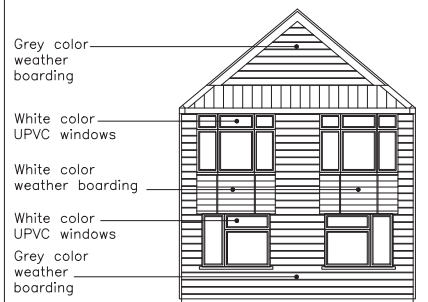 Grey color
weather
boarding
White color
UPVC windows
White color
weather boarding
White color
UPVC windows
Grey color
weather
boarding